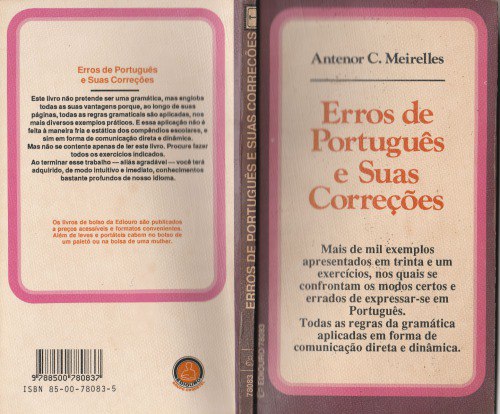 Erros de Português
e Suas Correções
Este livro não pretende ser uma gramática, mas engloba
todas as suas vantagens porque, ao longo de suas
páginas, todas as regras gramaticais são aplicadas, nos
mais diversos exemplos práticos. E essa aplicação não é
feita à maneira fria e estática dos compêndios escolares, e
sim em forma de comunicação direta e dinâmica.
Mas não se contente apenas de ler este livro. Procure fazer
todos os exercícios indicados.
Ao terminar esse trabalho — aliás agradável — você terá
adquirido, de modo intuitivo e imediato, conhecimentos
bastante profundos de nosso idioma.
Os livros de bolso da Ediouro são publicados
a preços acessíveis e formatos convenientes.
Além de leves e portáteis cabem no bolso de
um paletó ou na bolsa de uma mulher.
9 788500 780837
ISBN 85-00-78083-5
EDIOURO
ERROS DE PORTUGUÊS E SUAS CORREÇÕES
78083
EDIOURO 78083
Antenor C. Meirelles
Erros de
Português
e Suas
Correções
Mais de mil exemplos
apresentados em trinta e um
exercícios, nos quais se
confrontam os modos certos e
errados de expressar-se em
Português.
Todas as regras da gramática
aplicadas em forma de
comunicação direta e dinâmica.